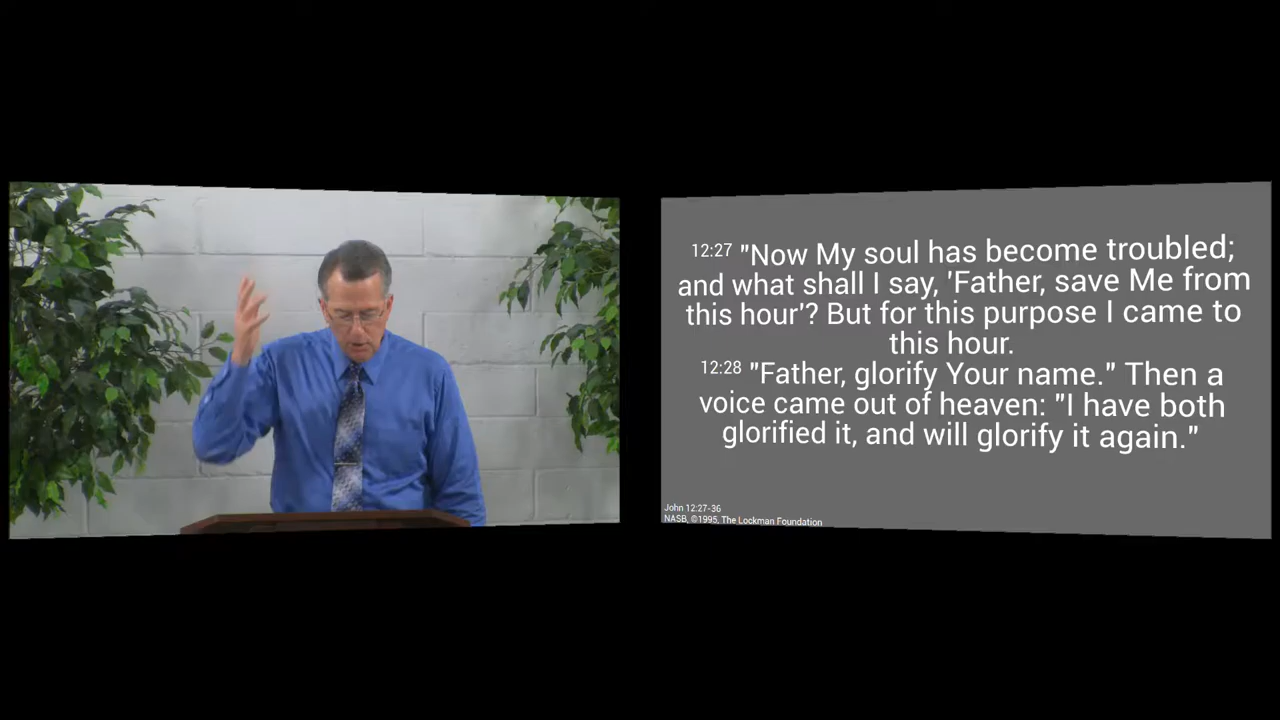 12:27 "Now My soul has become troubled;
and what shall I say, 'Father, save Me from
this hour'? But for this purpose I came to
this hour.
12:28 "Father, glorify Your name." Then a
voice came out of heaven: "I have both
glorified it, and will glorify it again."
John 12:27-36
NASB, ©1995, The Lockman Foundation